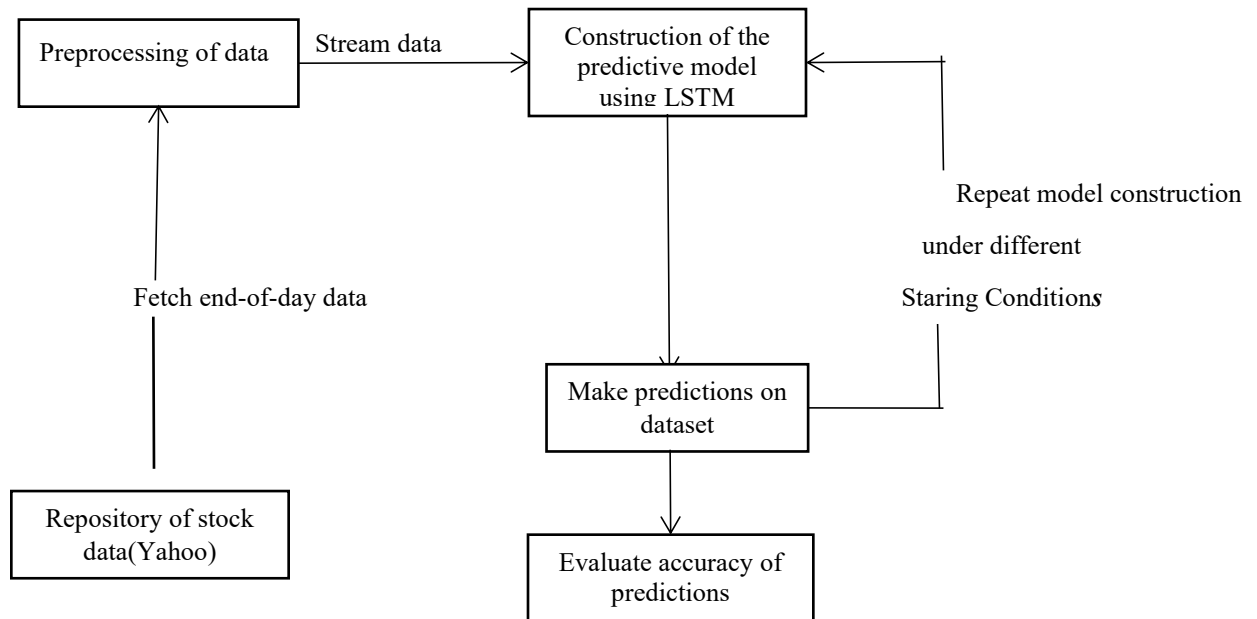 Preprocessing of data
Stream data
Construction of the
predictive model
using LSTM
Repeat model construction
under different
Staring Conditions
Fetch end-of-day data
Make predictions on
dataset
Repository of stock
data(Yahoo)
Evaluate accuracy of
predictions